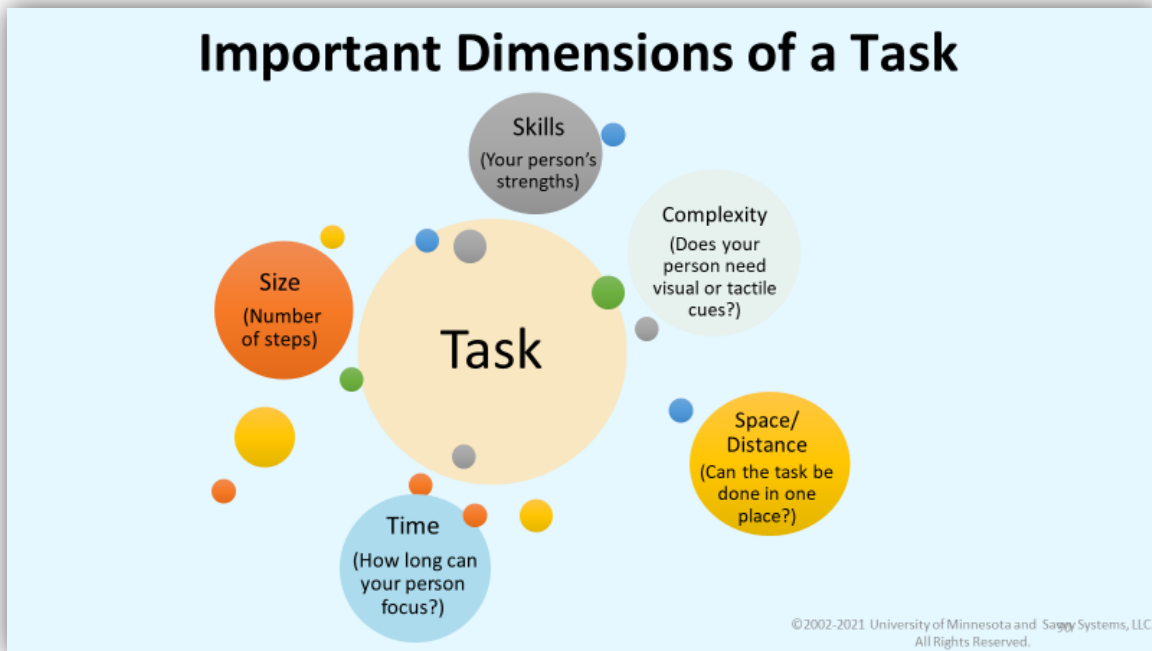 Important Dimensions of a Task
Skills
(Your person's
strengths)
Complexity
(Does your
person need
visual or tactile
cues?)
Size
(Number
of steps)
Task
Space/
Distance
(Can the task be
done in one
place?)
Time
(How long can
your person
focus?)
©2002-2021 University of Minnesota and Savvy Systems, LLC
All Rights Reserved.